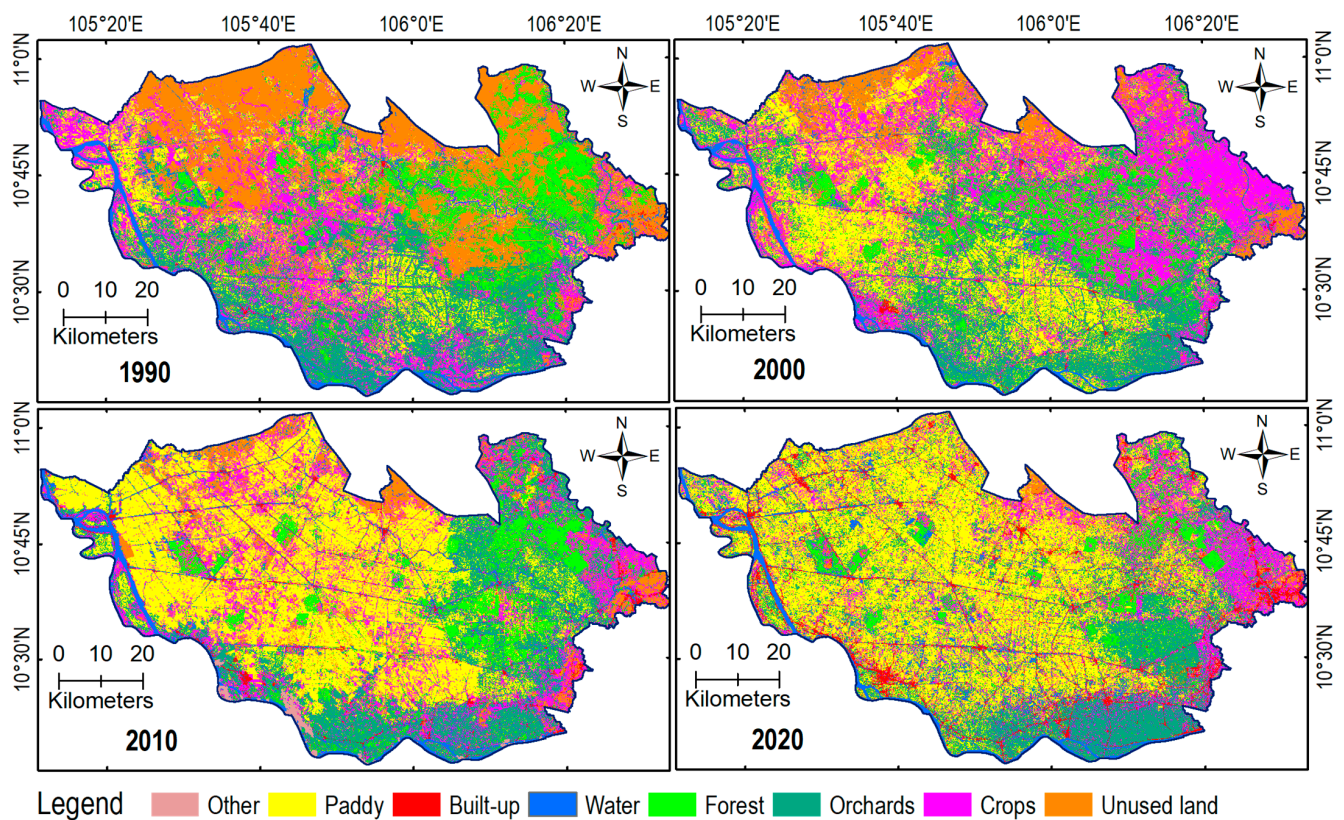 105°20'E 105°40'E 106°0'E 106°20'E 105°20'E 105°40'E 106°0'E 106°20'E
11°0'N 10°45'N 10°30'N
N
W E
S
0 10 20
Kilometers
1990
N
W E
S
0 10 20
Kilometers
2000
11°0'N 10°45'N 10°30'N
11°0'N 10°45'N 10°30'N
N
W E
S
0 10 20
Kilometers
2010
N
W E
S
0 10 20
Kilometers
2020
11°0'N 10°45'N 10°30'N
Legend Other Paddy Built-up Water Forest Orchards Crops Unused land